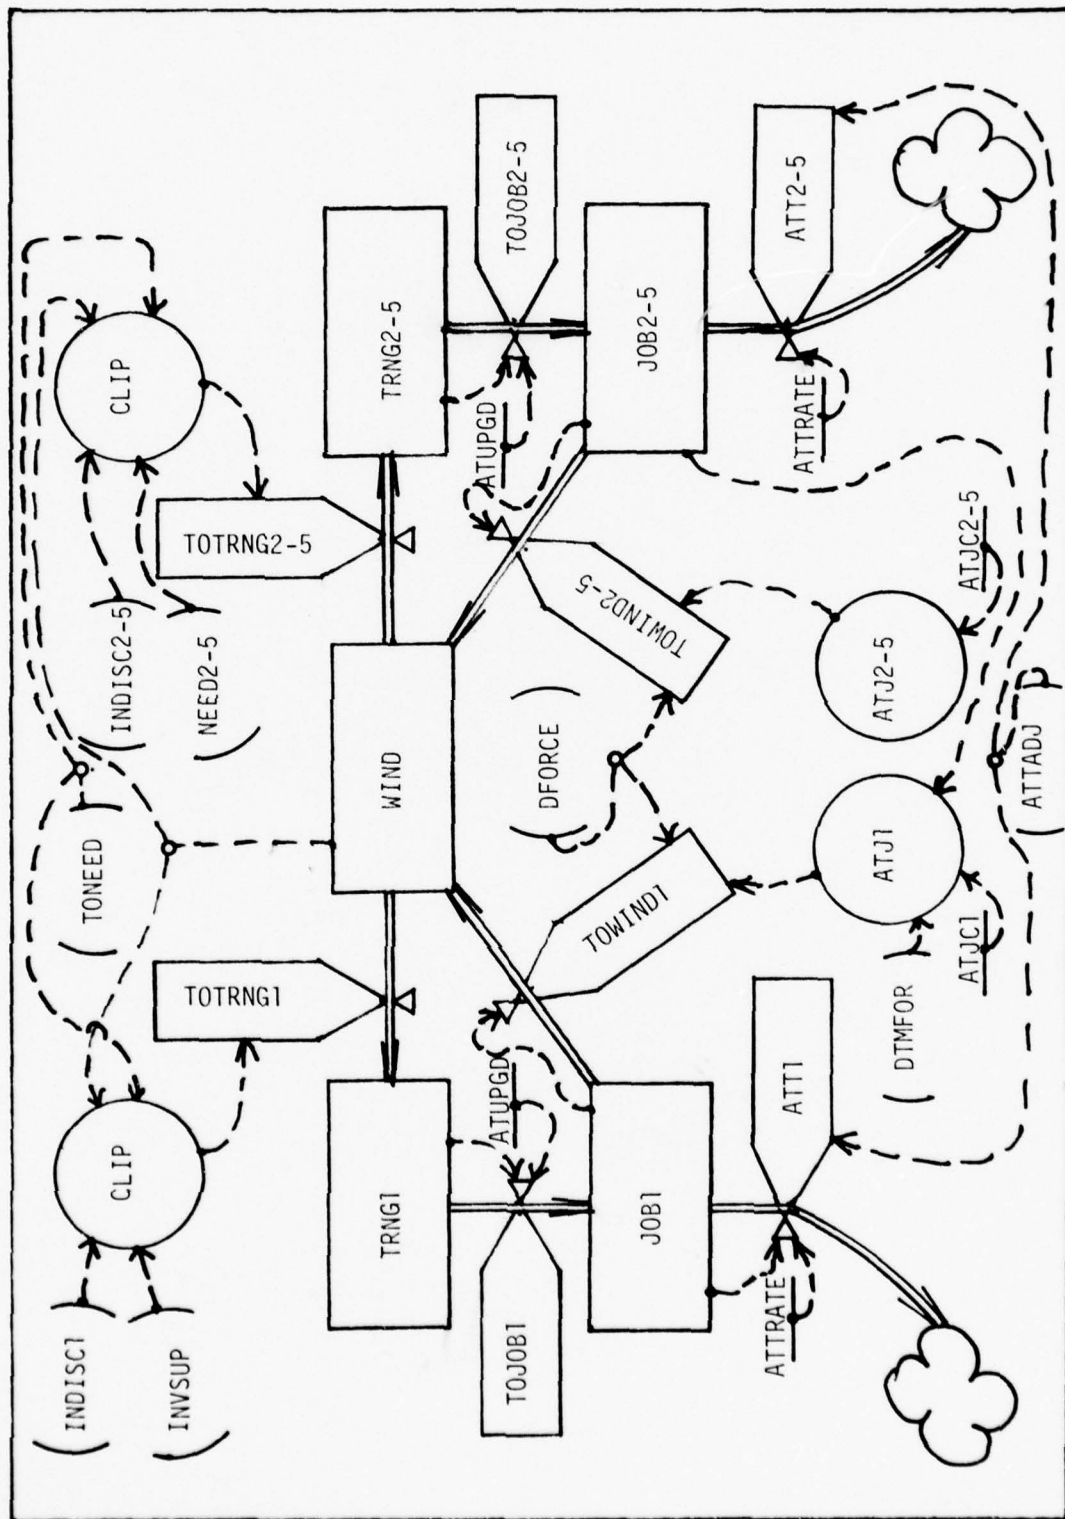 ( INDISC1 )
CLIP
( TONEED )
( INDISC2-5 )
CLIP
( INVSUP )
( NEED2-5 )
TOTRNG1
TOTRNG2-5
TRNG1
WIND
TRNG2-5
TOJOB1
ATUPGD
( DFORCE )
ATUPGD
TOJOB2-5
TOWIND1
TOWIND2-5
JOB1
JOB2-5
ATTRATE
ATT1
ATTRATE
ATT2-5
( DTMFOR )
ATJ1
ATJ2-5
ATJC1
ATJC2-5
( ATTADJ )